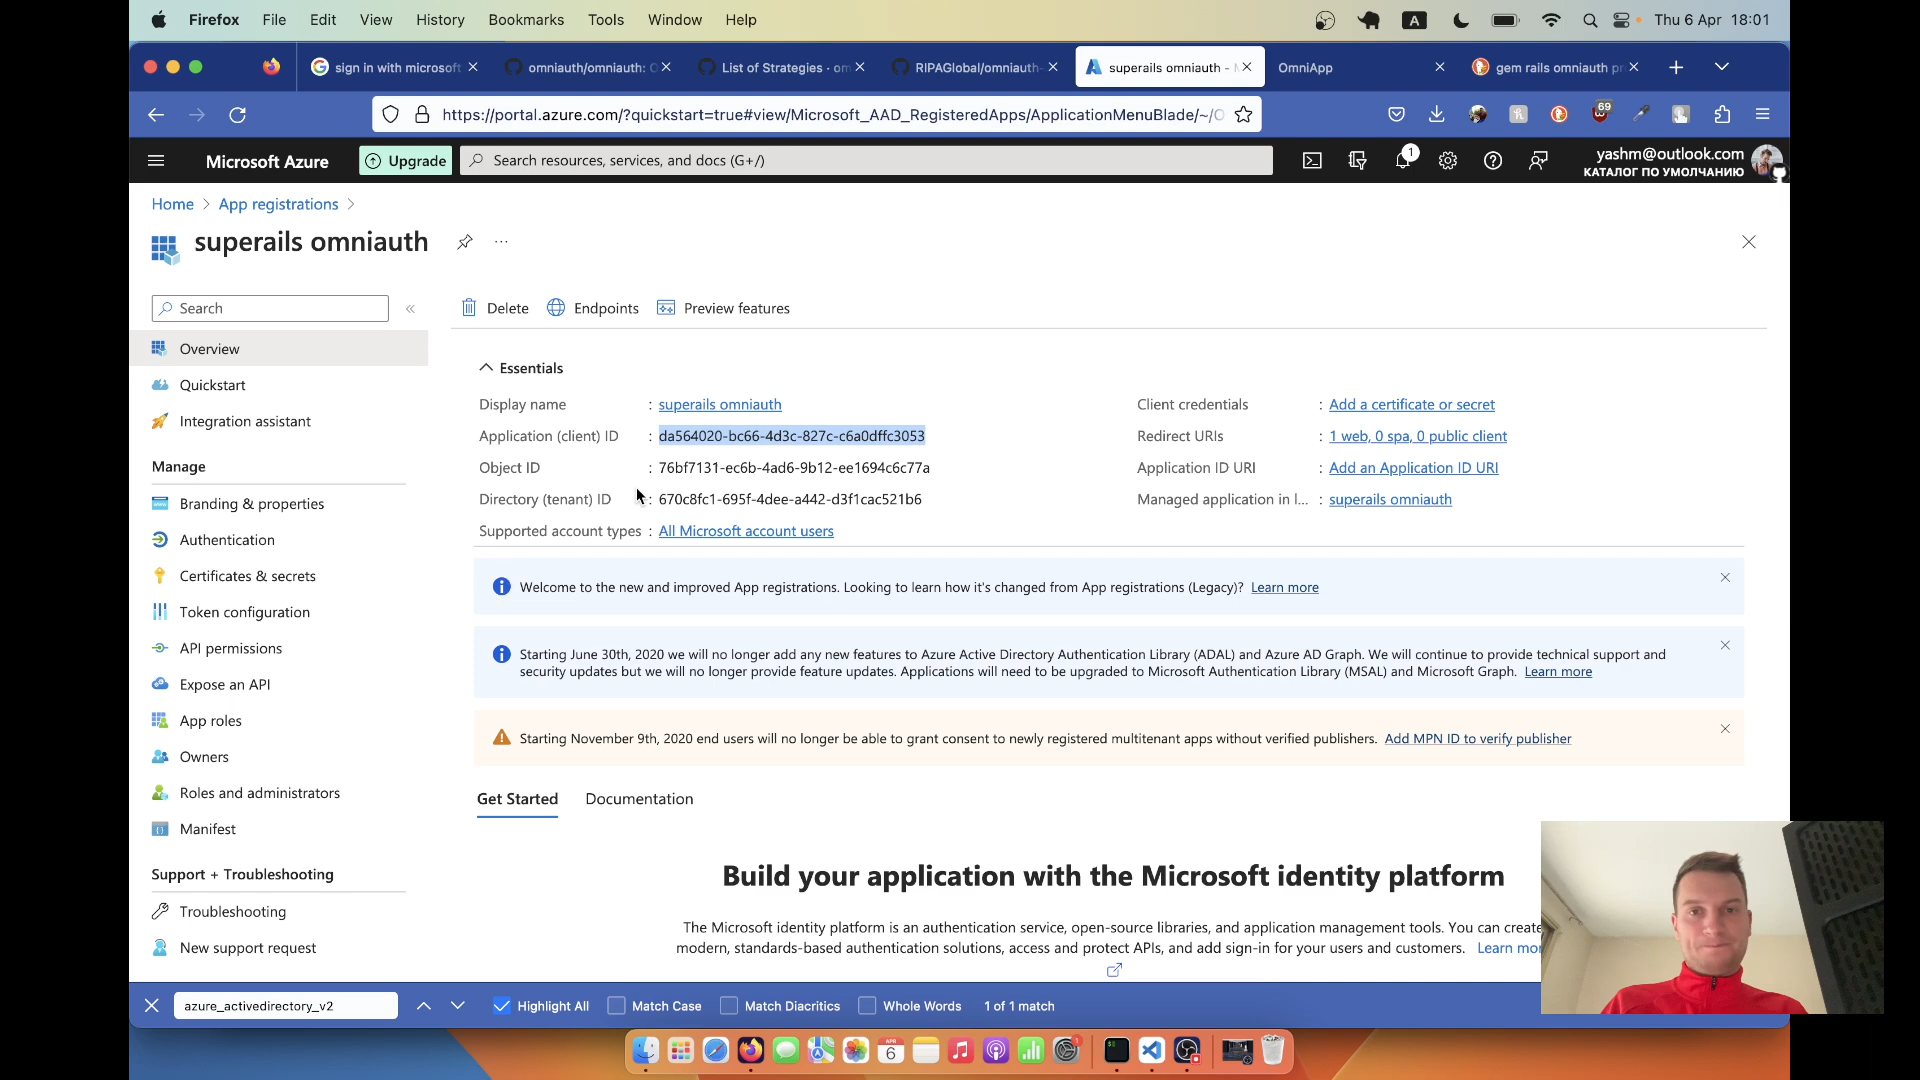 Firefox File Edit View History Bookmarks Tools Window Help A Thu 6 Apr 18:01
sign in with microsoft omniauth/omniauth: O List of Strategies · om RIPAGlobal/omniauth- superails omniauth - M OmniApp gem rails omniauth pr
https://portal.azure.com/?quickstart=true#view/Microsoft_AAD_RegisteredApps/ApplicationMenuBlade/~/O 69
Microsoft Azure Upgrade Search resources, services, and docs (G+/) 1 yashm@outlook.com
КАТАЛОГ ПО УМОЛЧАНИЮ
Home > App registrations >
superails omniauth ...
Search «
Delete Endpoints Preview features
Overview
Quickstart
Integration assistant
Manage
Branding & properties
Authentication
Certificates & secrets
Token configuration
API permissions
Expose an API
App roles
Owners
Roles and administrators
Manifest
Support + Troubleshooting
Troubleshooting
New support request
Essentials
Display name : superails omniauth
Application (client) ID : da564020-bc66-4d3c-827c-c6a0dffc3053
Object ID : 76bf7131-ec6b-4ad6-9b12-ee1694c6c77a
Directory (tenant) ID : 670c8fc1-695f-4dee-a442-d3f1cac521b6
Supported account types : All Microsoft account users
Client credentials : Add a certificate or secret
Redirect URIs : 1 web, 0 spa, 0 public client
Application ID URI : Add an Application ID URI
Managed application in l... : superails omniauth
Welcome to the new and improved App registrations. Looking to learn how it's changed from App registrations (Legacy)? Learn more
Starting June 30th, 2020 we will no longer add any new features to Azure Active Directory Authentication Library (ADAL) and Azure AD Graph. We will continue to provide technical support and
security updates but we will no longer provide feature updates. Applications will need to be upgraded to Microsoft Authentication Library (MSAL) and Microsoft Graph. Learn more
Starting November 9th, 2020 end users will no longer be able to grant consent to newly registered multitenant apps without verified publishers. Add MPN ID to verify publisher
Get Started Documentation
Build your application with the Microsoft identity platform
The Microsoft identity platform is an authentication service, open-source libraries, and application management tools. You can create
modern, standards-based authentication solutions, access and protect APIs, and add sign-in for your users and customers. Learn mor
azure_activedirectory_v2 Highlight All Match Case Match Diacritics Whole Words 1 of 1 match
APR
6